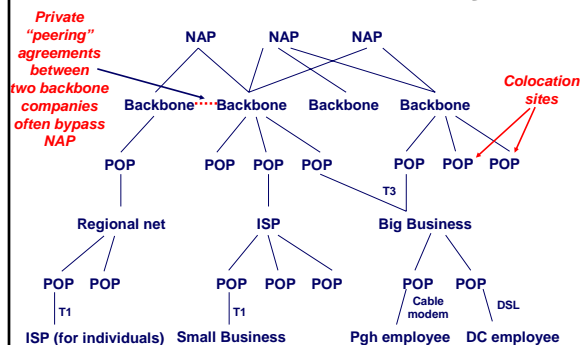 Private
“peering”
agreements
between
two backbone
companies
often bypass
NAP
NAP NAP NAP
Colocation
sites
Backbone Backbone Backbone Backbone
POP POP POP POP POP POP POP
T3
Regional net ISP Big Business
POP POP POP POP POP POP POP
T1 T1 Cable
modem DSL
ISP (for individuals) Small Business Pgh employee DC employee